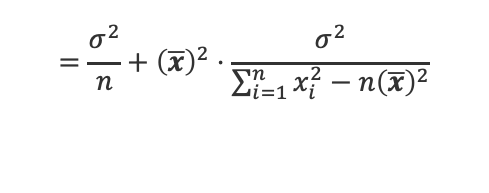 = σ²/n + (x̄)² · σ²/(∑ᵢ₌₁ⁿ xᵢ² − n(x̄)²)